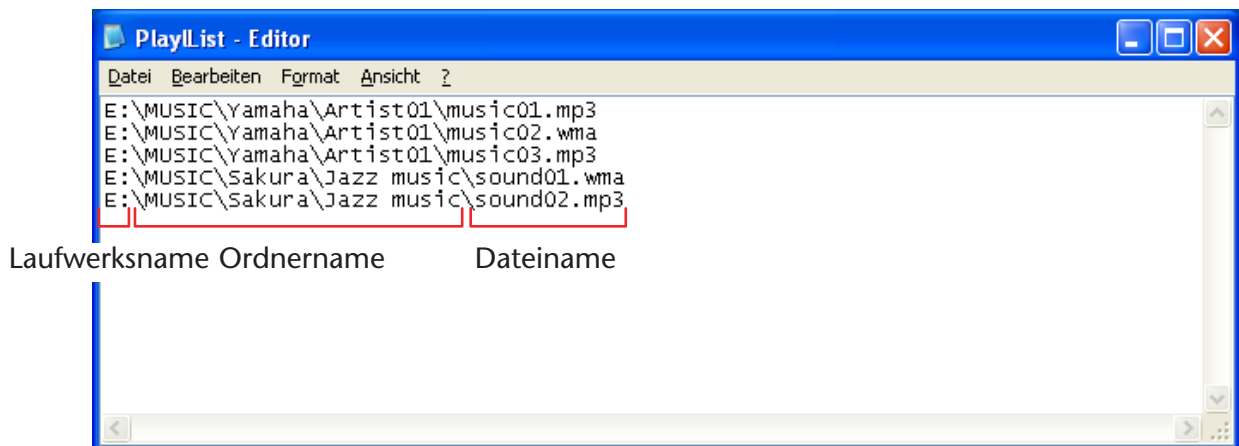 PlaylList - Editor
Datei Bearbeiten Format Ansicht ?
E:\MUSIC\Yamaha\Artist01\music01.mp3
E:\MUSIC\Yamaha\Artist01\music02.wma
E:\MUSIC\Yamaha\Artist01\music03.mp3
E:\MUSIC\Sakura\Jazz music\sound01.wma
E:\MUSIC\Sakura\Jazz music\sound02.mp3
Laufwerksname Ordnername Dateiname